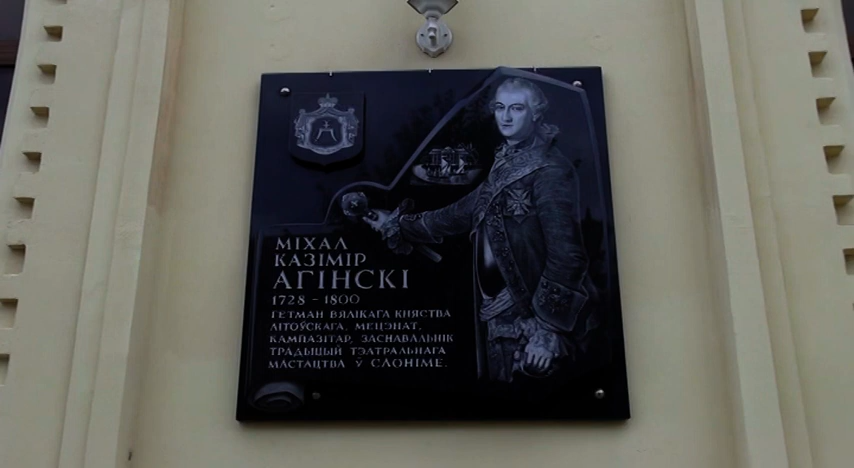 МІХАЛ
КАЗІМІР
АГІНСКІ
1728 - 1800
ГЕТМАН ВЯЛІКАГА КНЯСТВА
ЛІТОЎСКАГА, МЕЦЭНАТ,
КАМПАЗІТАР, ЗАСНАВАЛЬНІК
ТРАДЫЦЫЙ ТЭАТРАЛЬНАГА
МАСТАЦТВА Ў СЛОНІМЕ.